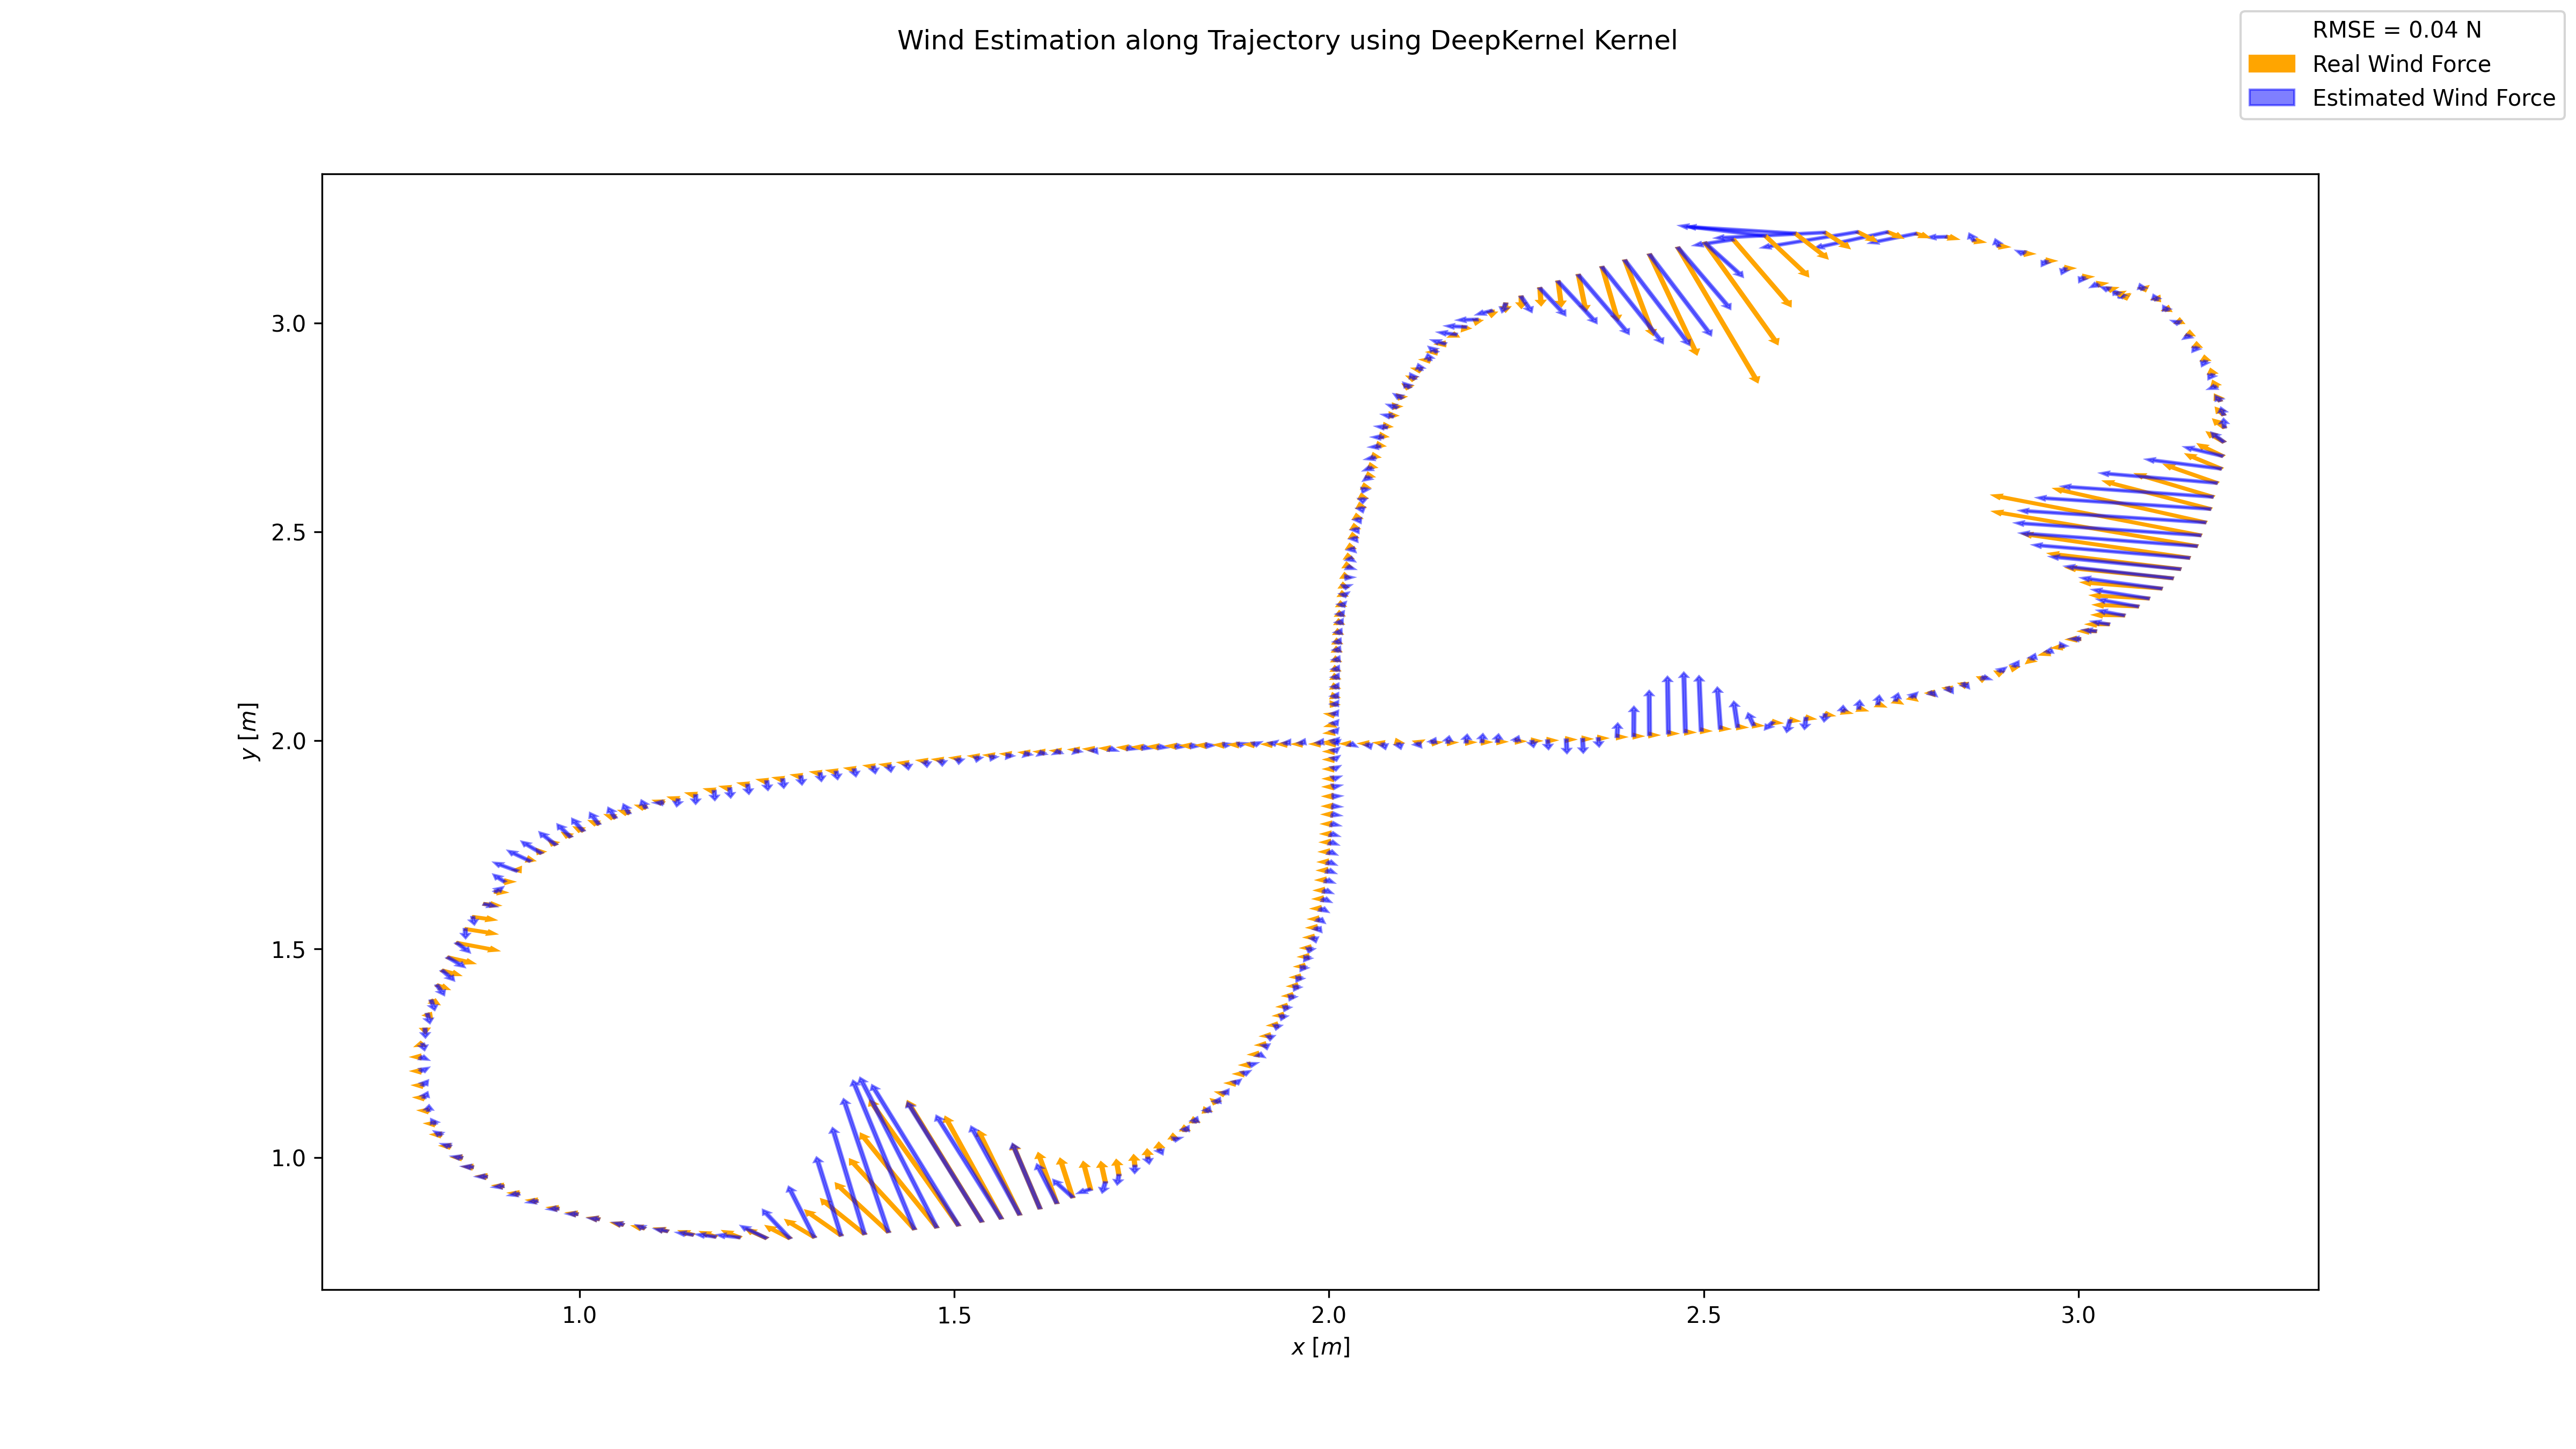 Wind Estimation along Trajectory using DeepKernel Kernel
RMSE = 0.04 N
Real Wind Force
Estimated Wind Force
3.0
2.5
2.0
1.5
1.0
y [m]
1.0 1.5 2.0 2.5 3.0
x [m]